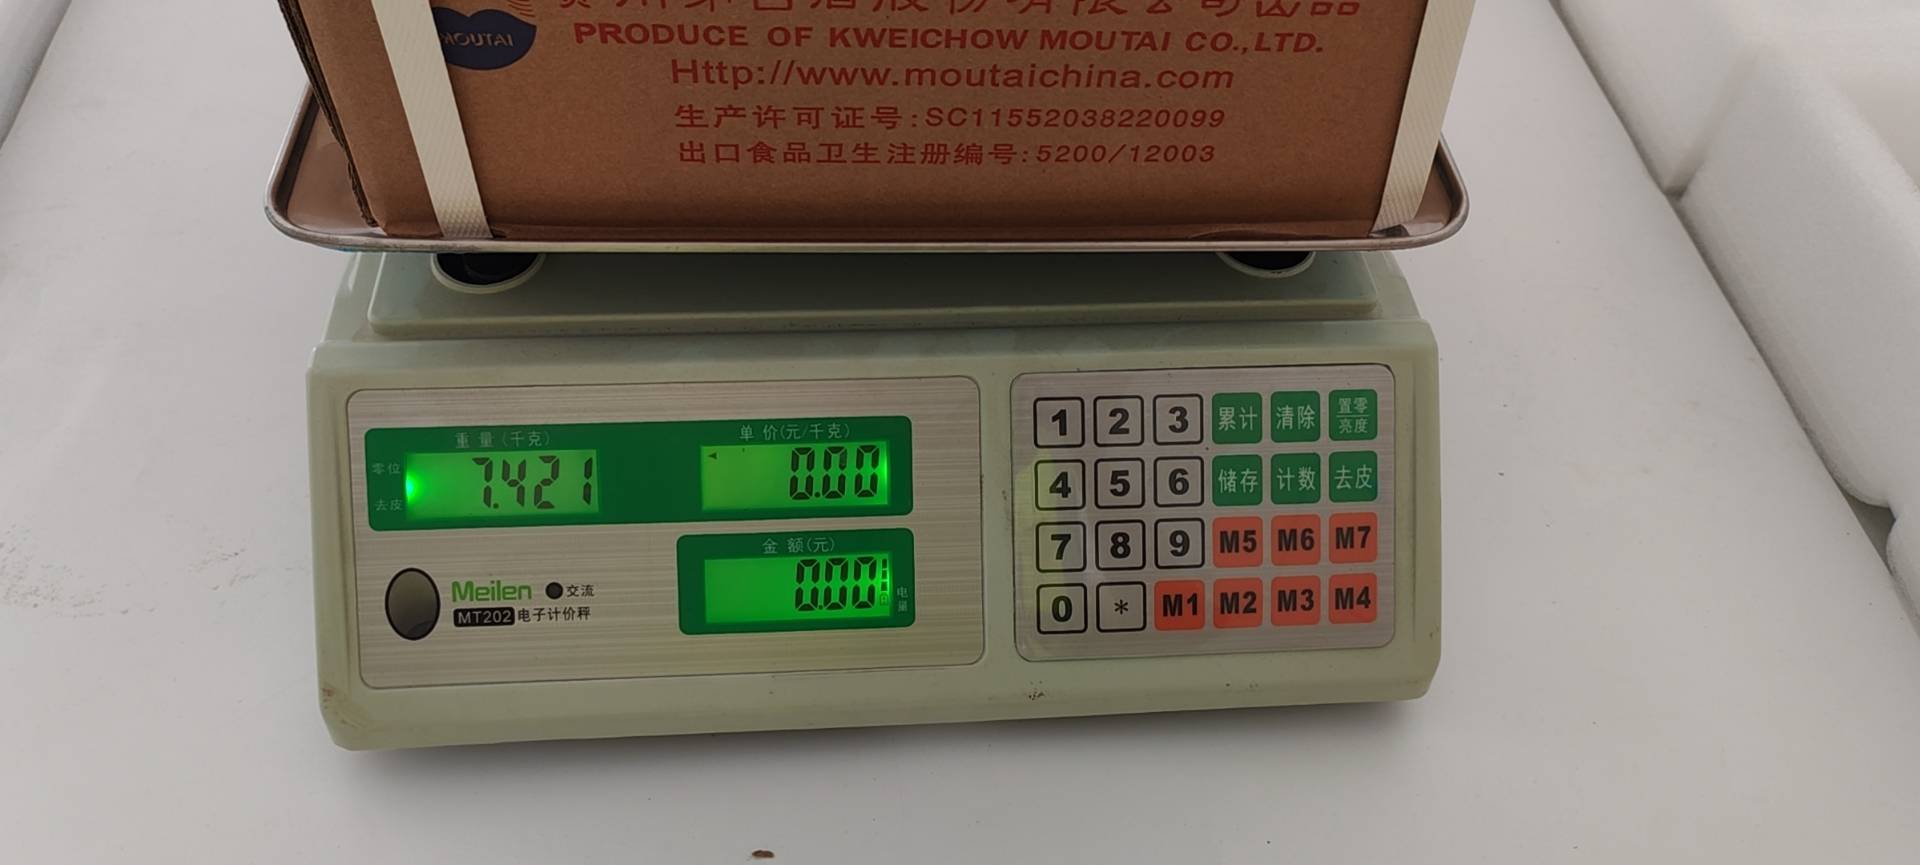 MOUTAI
PRODUCE OF KWEICHOW MOUTAI CO.,LTD.
Http://www.moutaichina.com
生产许可证号:SC11552038220099
出口食品卫生注册编号:5200/12003
重量(千克)
单价(元/千克)
零位
去皮
7.421
0.00
金额(元)
0.00
电量
Meilen 交流
MT202 电子计价秤
1 2 3 累计 清除 置零 亮度
4 5 6 储存 计数 去皮
7 8 9 M5 M6 M7
0 * M1 M2 M3 M4